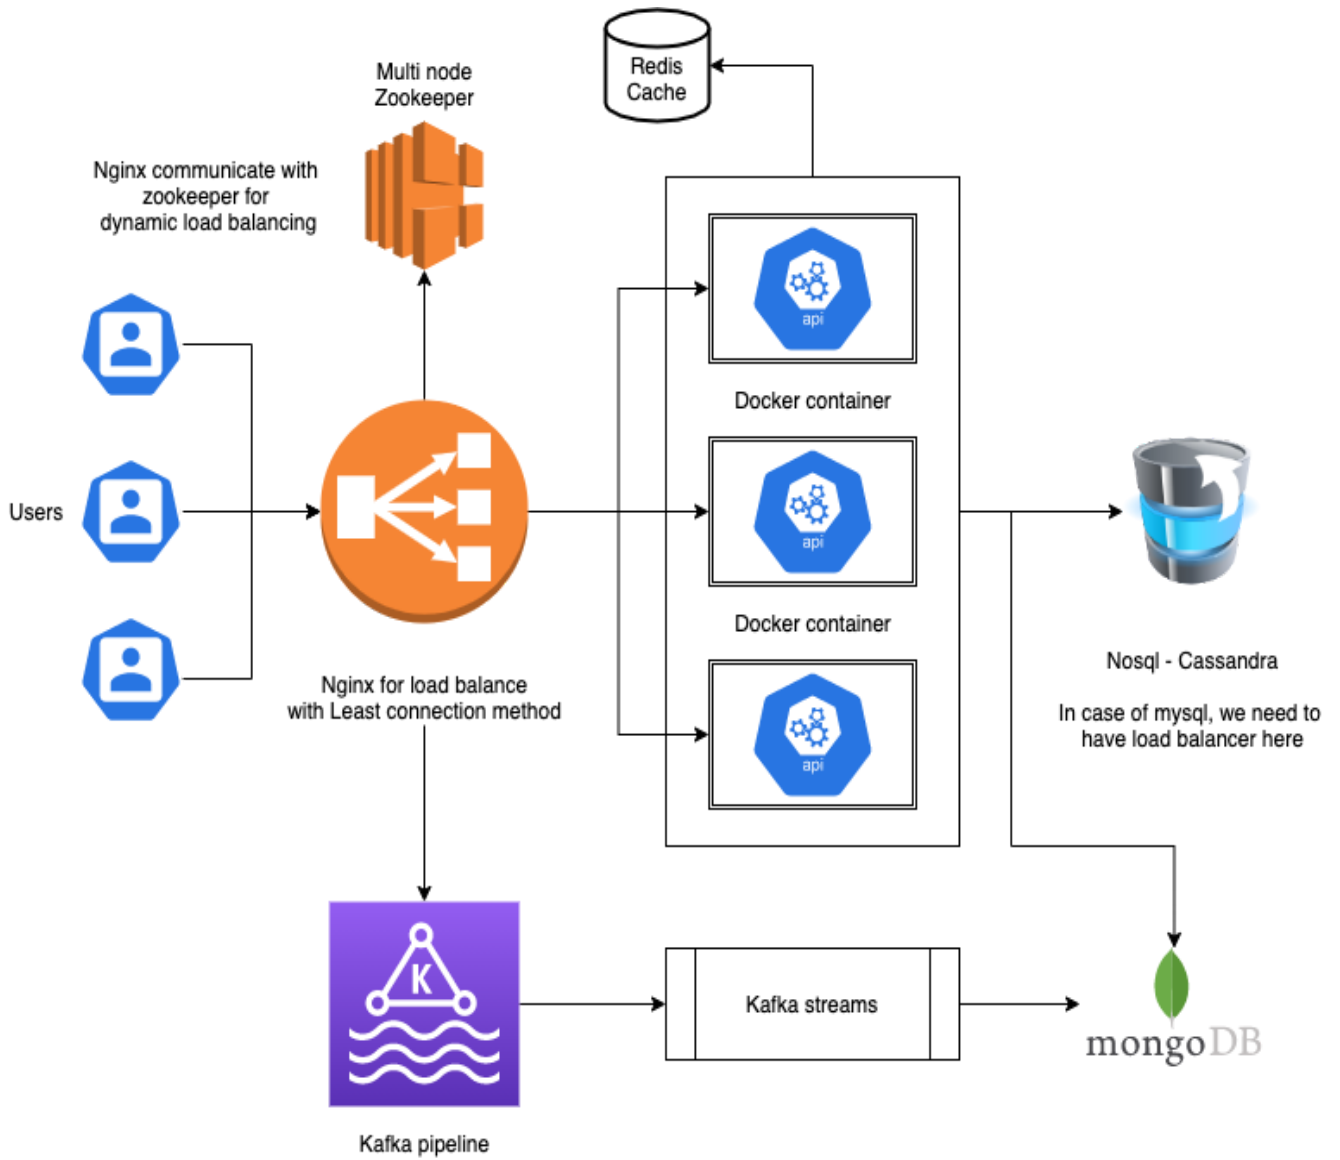 Redis
Cache
Multi node
Zookeeper
Nginx communicate with
zookeeper for
dynamic load balancing
api
Docker container
Users
api
Docker container
Nosql - Cassandra
Nginx for load balance
with Least connection method
In case of mysql, we need to
have load balancer here
api
K
Kafka streams
mongoDB
Kafka pipeline